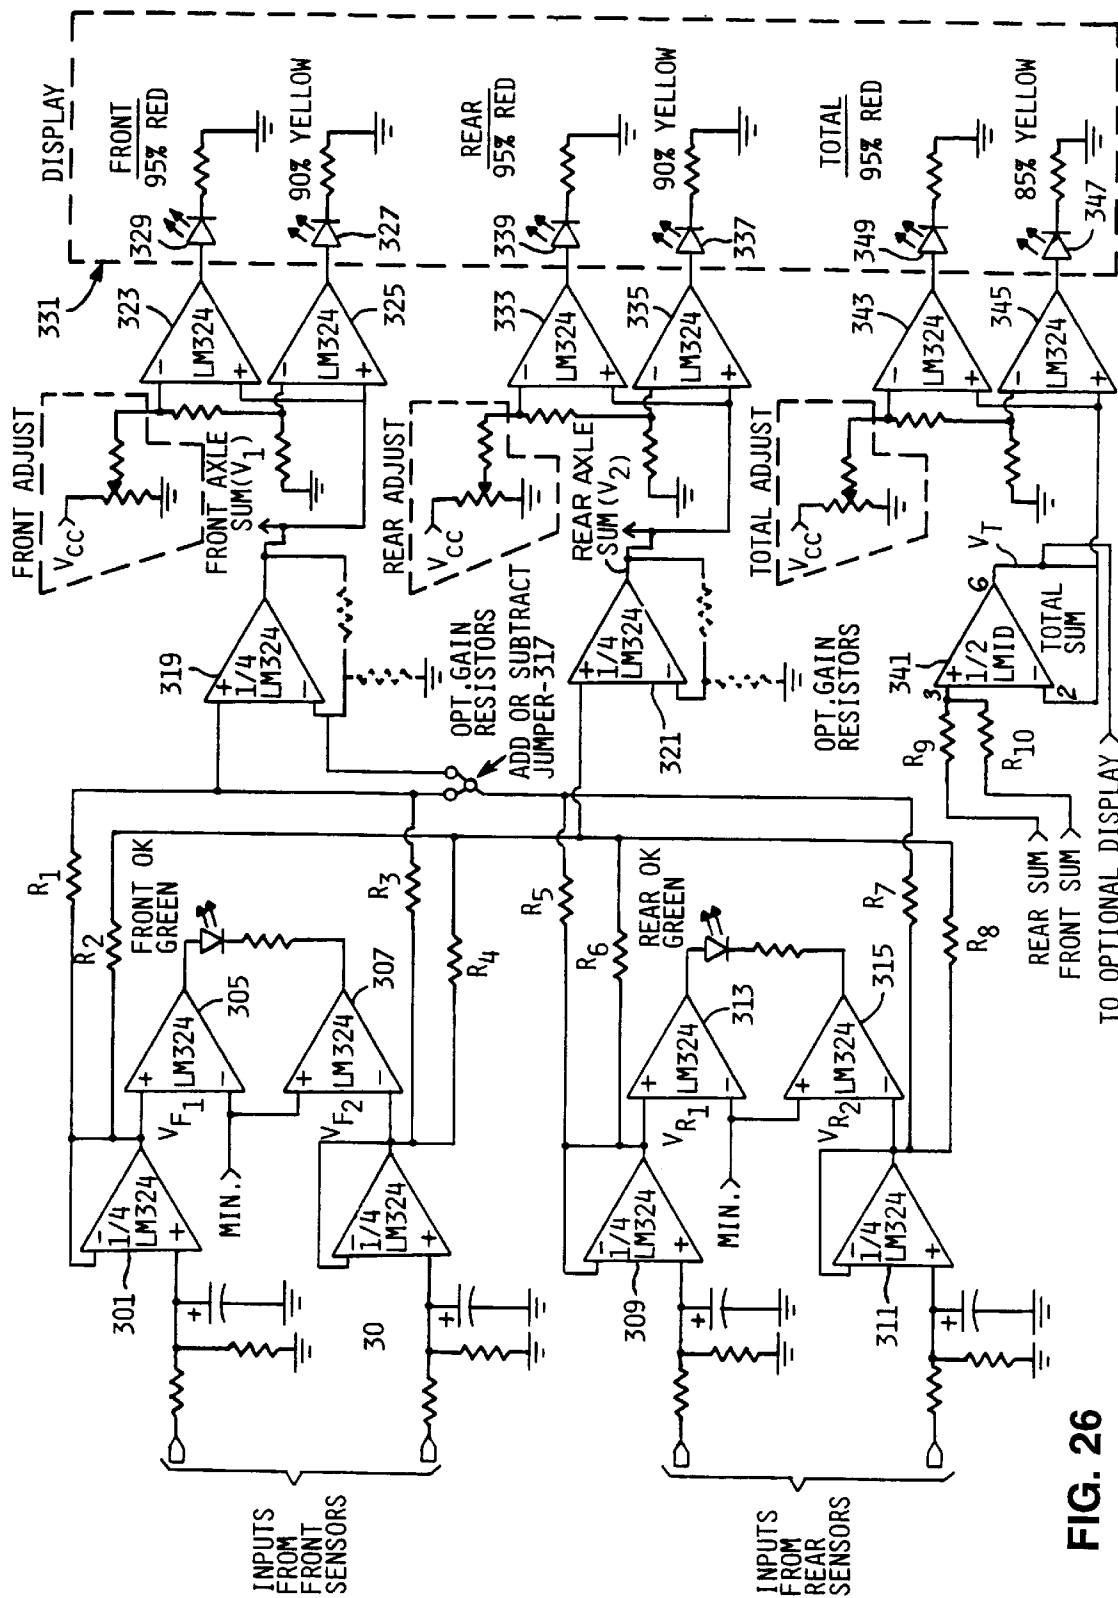 DISPLAY
331
FRONT ADJUST
VCC
FRONT AXLE
SUM(V1)
323
-
LM324
+
329
FRONT
95% RED
-
LM324
+
325
327
90% YELLOW
REAR ADJUST
VCC
REAR AXLE
SUM(V2)
333
-
LM324
+
339
REAR
95% RED
335
-
LM324
+
337
90% YELLOW
TOTAL ADJUST
VCC
343
-
LM324
+
349
TOTAL
95% RED
345
-
LM324
+
347
85% YELLOW
319
+
1/4
LM324
-
OPT.GAIN
RESISTORS
ADD OR SUBTRACT
JUMPER-317
+
1/4
LM324
-
321
OPT.GAIN
RESISTORS
341
3
+
1/2
LMID
-
2
6
VT
TOTAL
SUM
R9
R10
REAR SUM
FRONT SUM
TO OPTIONAL DISPLAY
R1
R2
FRONT OK
GREEN
R3
R4
R5
R6
REAR OK
GREEN
R7
R8
305
+
LM324
-
VF1
307
+
LM324
-
VF2
MIN.
313
+
LM324
-
VR1
315
+
LM324
-
VR2
MIN.
301
-
1/4
LM324
+
+
30
-
1/4
LM324
+
+
309
-
1/4
LM324
+
+
311
-
1/4
LM324
+
+
INPUTS
FROM
FRONT
SENSORS
INPUTS
FROM
REAR
SENSORS
FIG. 26